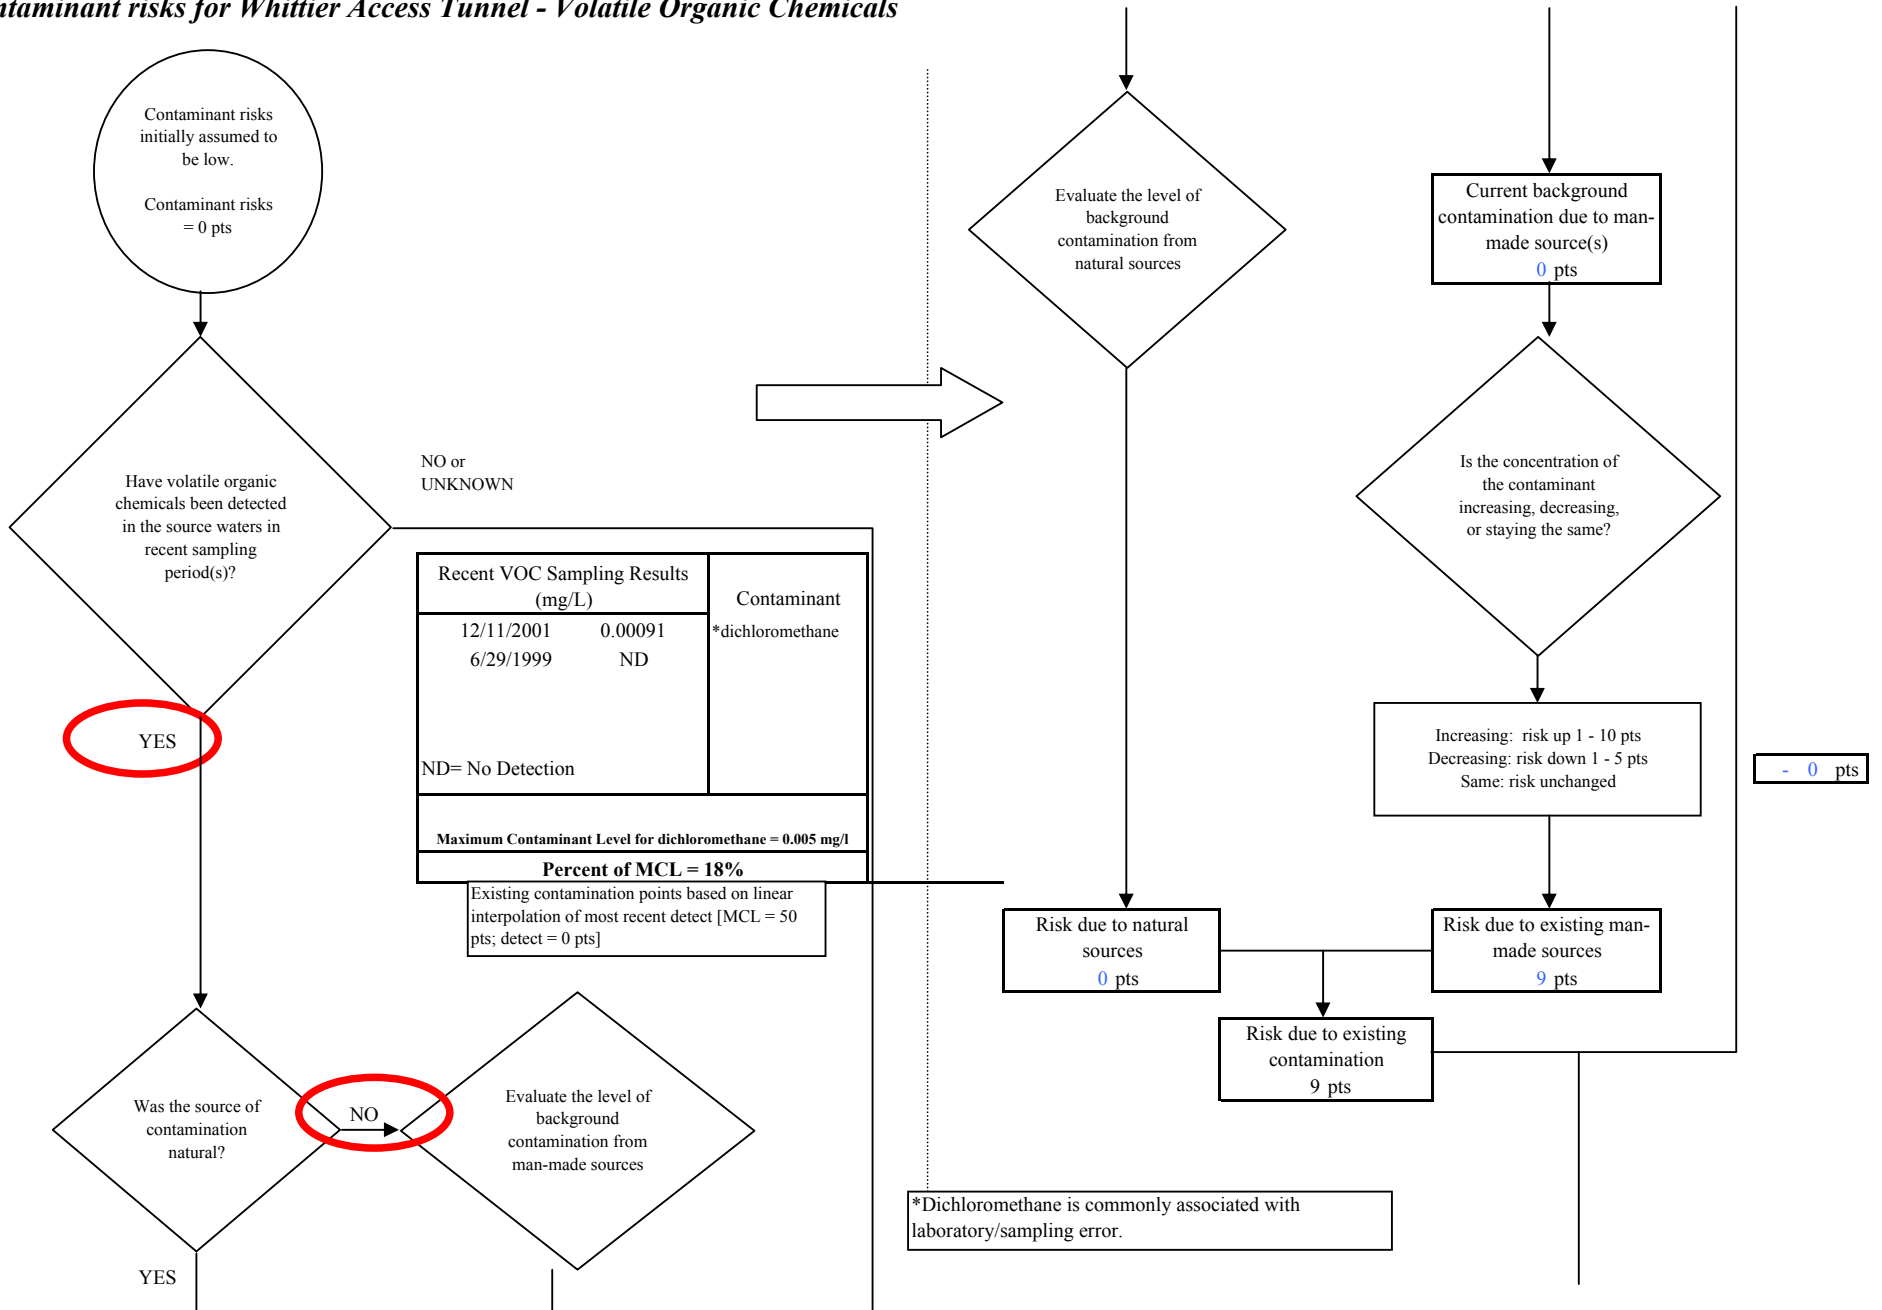 ntaminant risks for Whittier Access Tunnel - Volatile Organic Chemicals
Contaminant risks
initially assumed to
be low.
Contaminant risks
= 0 pts
Have volatile organic
chemicals been detected
in the source waters in
recent sampling
period(s)?
NO or
UNKNOWN
YES
Recent VOC Sampling Results
(mg/L)
Contaminant
12/11/2001 0.00091 *dichloromethane
6/29/1999 ND
ND= No Detection
Maximum Contaminant Level for dichloromethane = 0.005 mg/l
Percent of MCL = 18%
Existing contamination points based on linear
interpolation of most recent detect [MCL = 50
pts; detect = 0 pts]
Was the source of
contamination
natural?
NO
YES
Evaluate the level of
background
contamination from
man-made sources
Evaluate the level of
background
contamination from
natural sources
Current background
contamination due to man-
made source(s)
0 pts
Is the concentration of
the contaminant
increasing, decreasing,
or staying the same?
Increasing: risk up 1 - 10 pts
Decreasing: risk down 1 - 5 pts
Same: risk unchanged
- 0 pts
Risk due to natural
sources
0 pts
Risk due to existing man-
made sources
9 pts
Risk due to existing
contamination
9 pts
*Dichloromethane is commonly associated with
laboratory/sampling error.